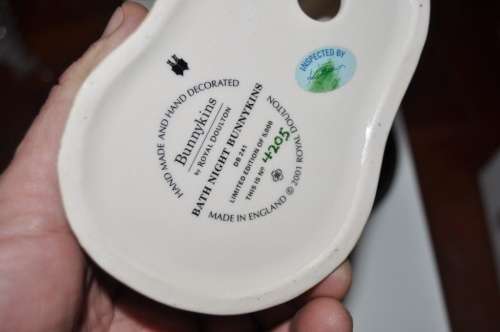 INSPECTED BY
HAND MADE AND HAND DECORATED
Bunnykins
by ROYAL DOULTON
BATH NIGHT BUNNYKINS
DB 241
LIMITED EDITION OF 5,000
THIS IS No 4205
MADE IN ENGLAND © 2001 ROYAL DOULTON